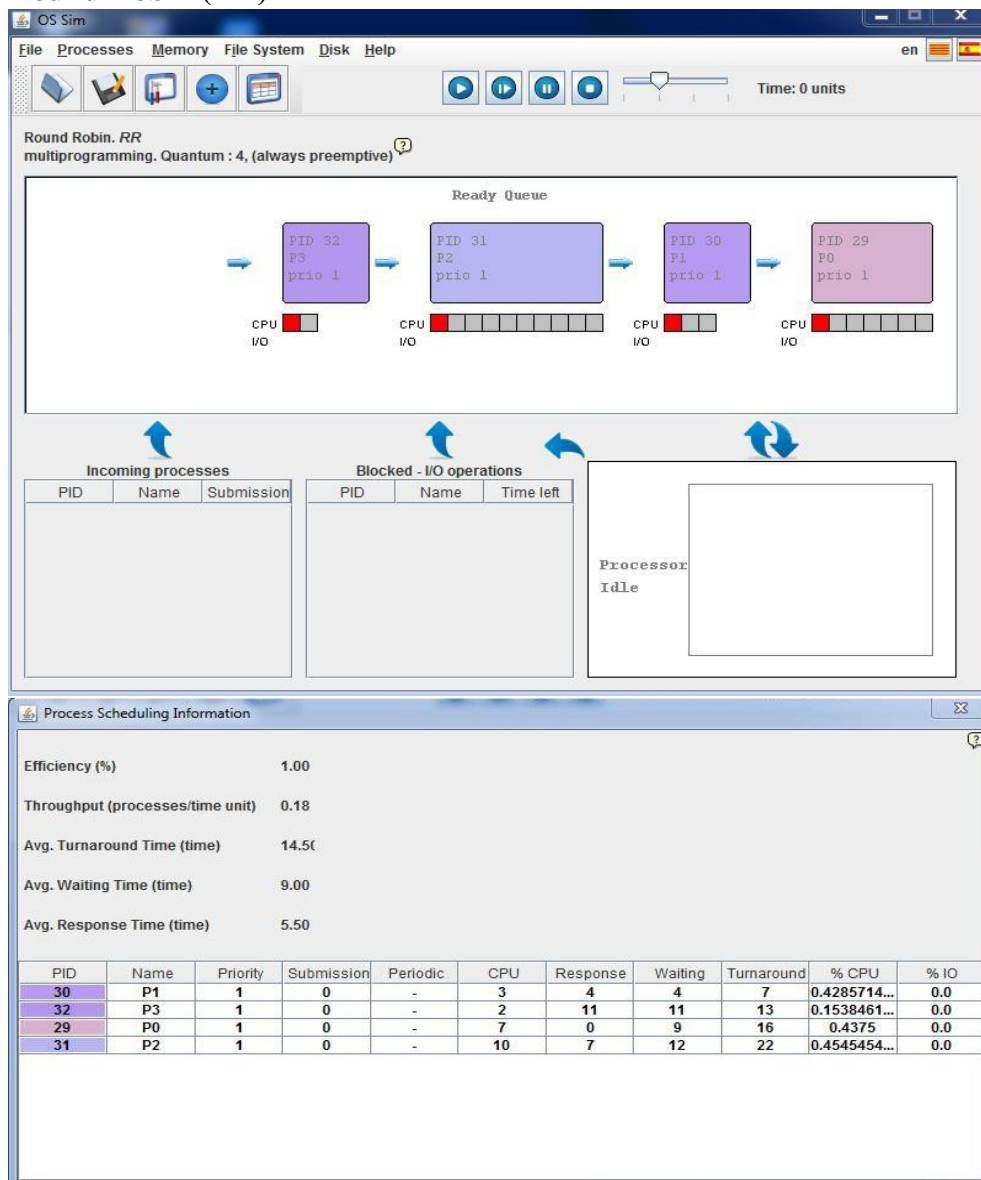 OS Sim
File Processes Memory File System Disk Help en
Time: 0 units
Round Robin. RR
multiprogramming. Quantum : 4, (always preemptive)
Ready Queue
PID 32 PID 31 PID 30 PID 29
P3 P2 P1 P0
prio 1 prio 1 prio 1 prio 1
CPU CPU CPU CPU
I/O I/O I/O I/O
Incoming processes Blocked - I/O operations
PID Name Submission PID Name Time left
Processor
Idle
Process Scheduling Information
Efficiency (%) 1.00
Throughput (processes/time unit) 0.18
Avg. Turnaround Time (time) 14.5
Avg. Waiting Time (time) 9.00
Avg. Response Time (time) 5.50
PID Name Priority Submission Periodic CPU Response Waiting Turnaround % CPU % IO
30 P1 1 0 - 3 4 4 7 0.4285714... 0.0
32 P3 1 0 - 2 11 11 13 0.1538461... 0.0
29 P0 1 0 - 7 0 9 16 0.4375 0.0
31 P2 1 0 - 10 7 12 22 0.4545454... 0.0